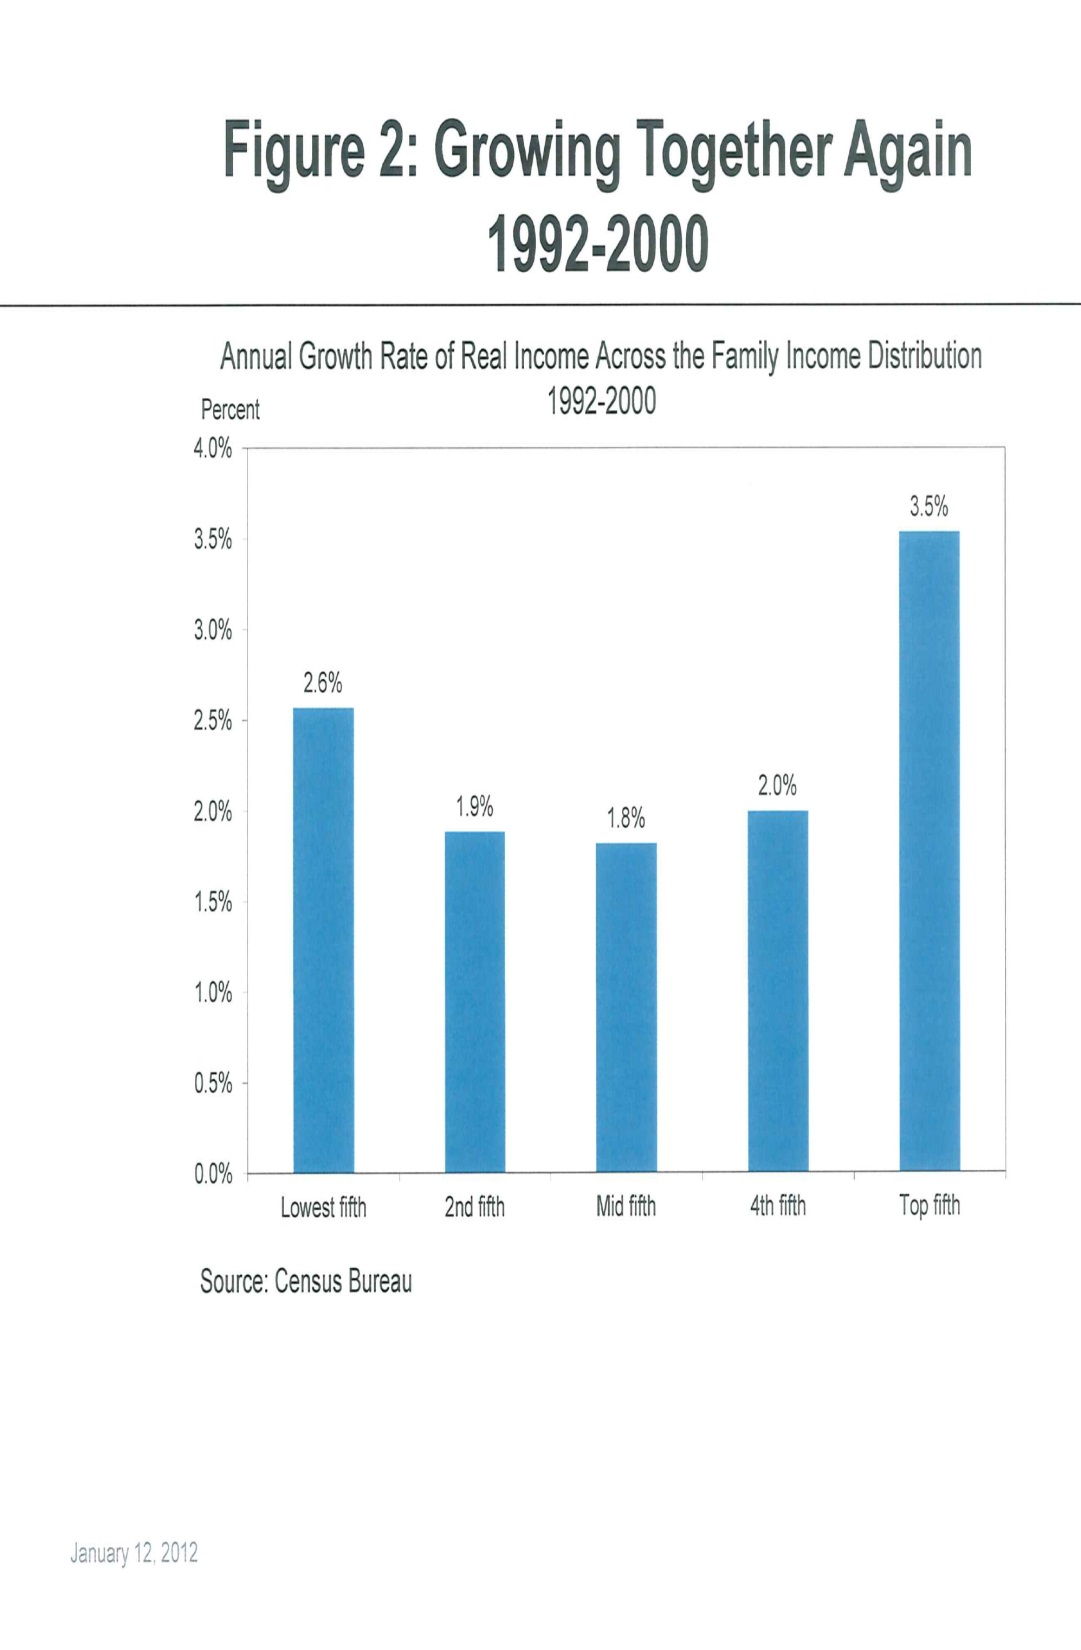 Figure 2: Growing Together Again
1992-2000
Annual Growth Rate of Real Income Across the Family Income Distribution
1992-2000
Percent
4.0%
3.5%
3.5%
3.0%
2.6%
2.5%
2.0%
2.0%
1.9%
1.8%
1.5%
1.0%
0.5%
0.0%
Lowest fifth 2nd fifth Mid fifth 4th fifth Top fifth
Source: Census Bureau
January 12, 2012